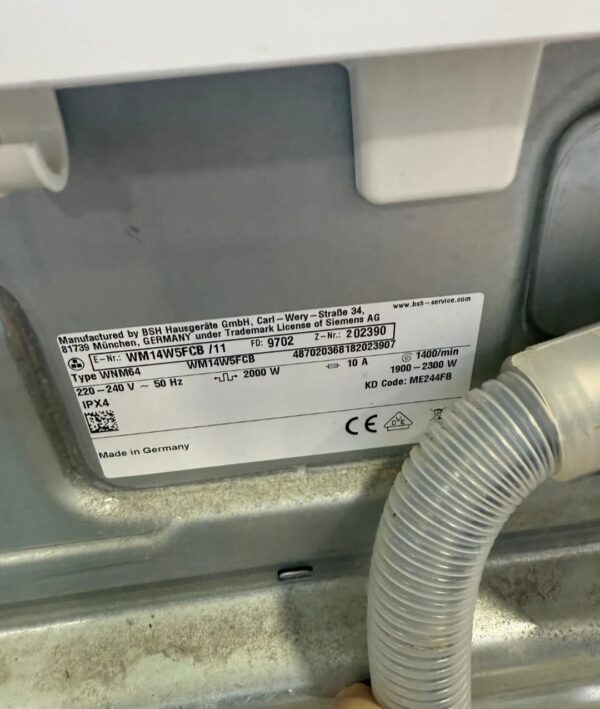 www.bsh-service.com
Manufactured by BSH Hausgeräte GmbH, Carl-Wery-Straße 34,
81739 München, GERMANY under Trademark License of Siemens AG
E-Nr.: WM14W5FCB /11 FD: 9702 Z-Nr.: 202390
Type WNM64 WM14W5FCB 487020368182023907
220-240 V ~ 50 Hz 2000 W 10 A 1400/min
1900-2300 W
IPX4 KD Code: ME244FB
CE DVE
Made in Germany